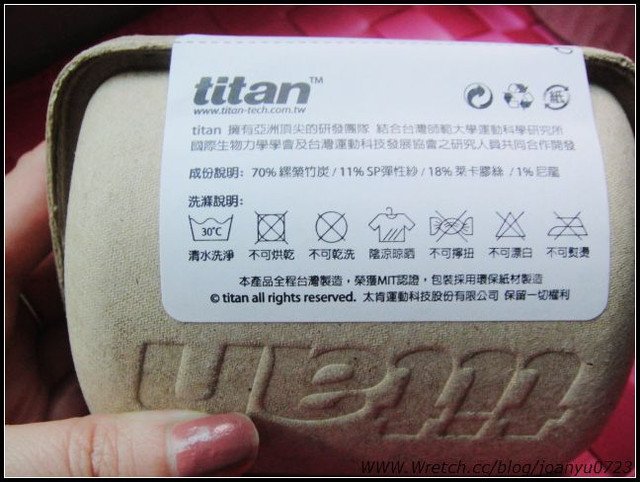 titan™
www.titan-tech.com.tw
紙
titan 擁有亞洲頂尖的研發團隊 結合台灣師範大學運動科學研究所
國際生物力學學會及台灣運動科技發展協會之研究人員共同合作開發
成份說明: 70% 縲縈竹炭 / 11% SP彈性紗 / 18% 萊卡膠絲 / 1% 尼龍
洗滌說明:
30°C
清水洗淨 不可烘乾 不可乾洗 陰涼晾晒 不可擰扭 不可漂白 不可熨燙
本產品全程台灣製造，榮獲MIT認證，包裝採用環保紙材製造
© titan all rights reserved. 太肯運動科技股份有限公司 保留一切權利
titan
www.Wretch.cc/blog/joanyu0723